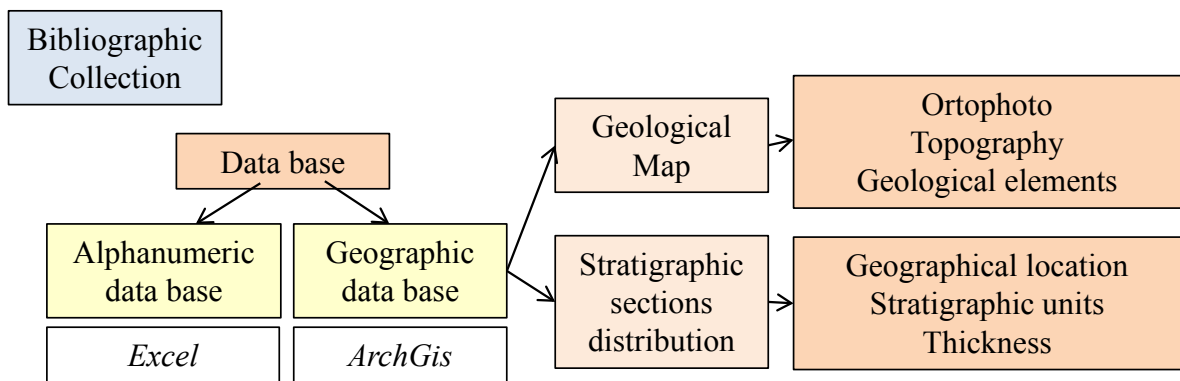 Bibliographic
Collection
Data base
Alphanumeric
data base
Geographic
data base
Excel
ArchGis
Geological
Map
Ortophoto
Topography
Geological elements
Stratigraphic
sections
distribution
Geographical location
Stratigraphic units
Thickness